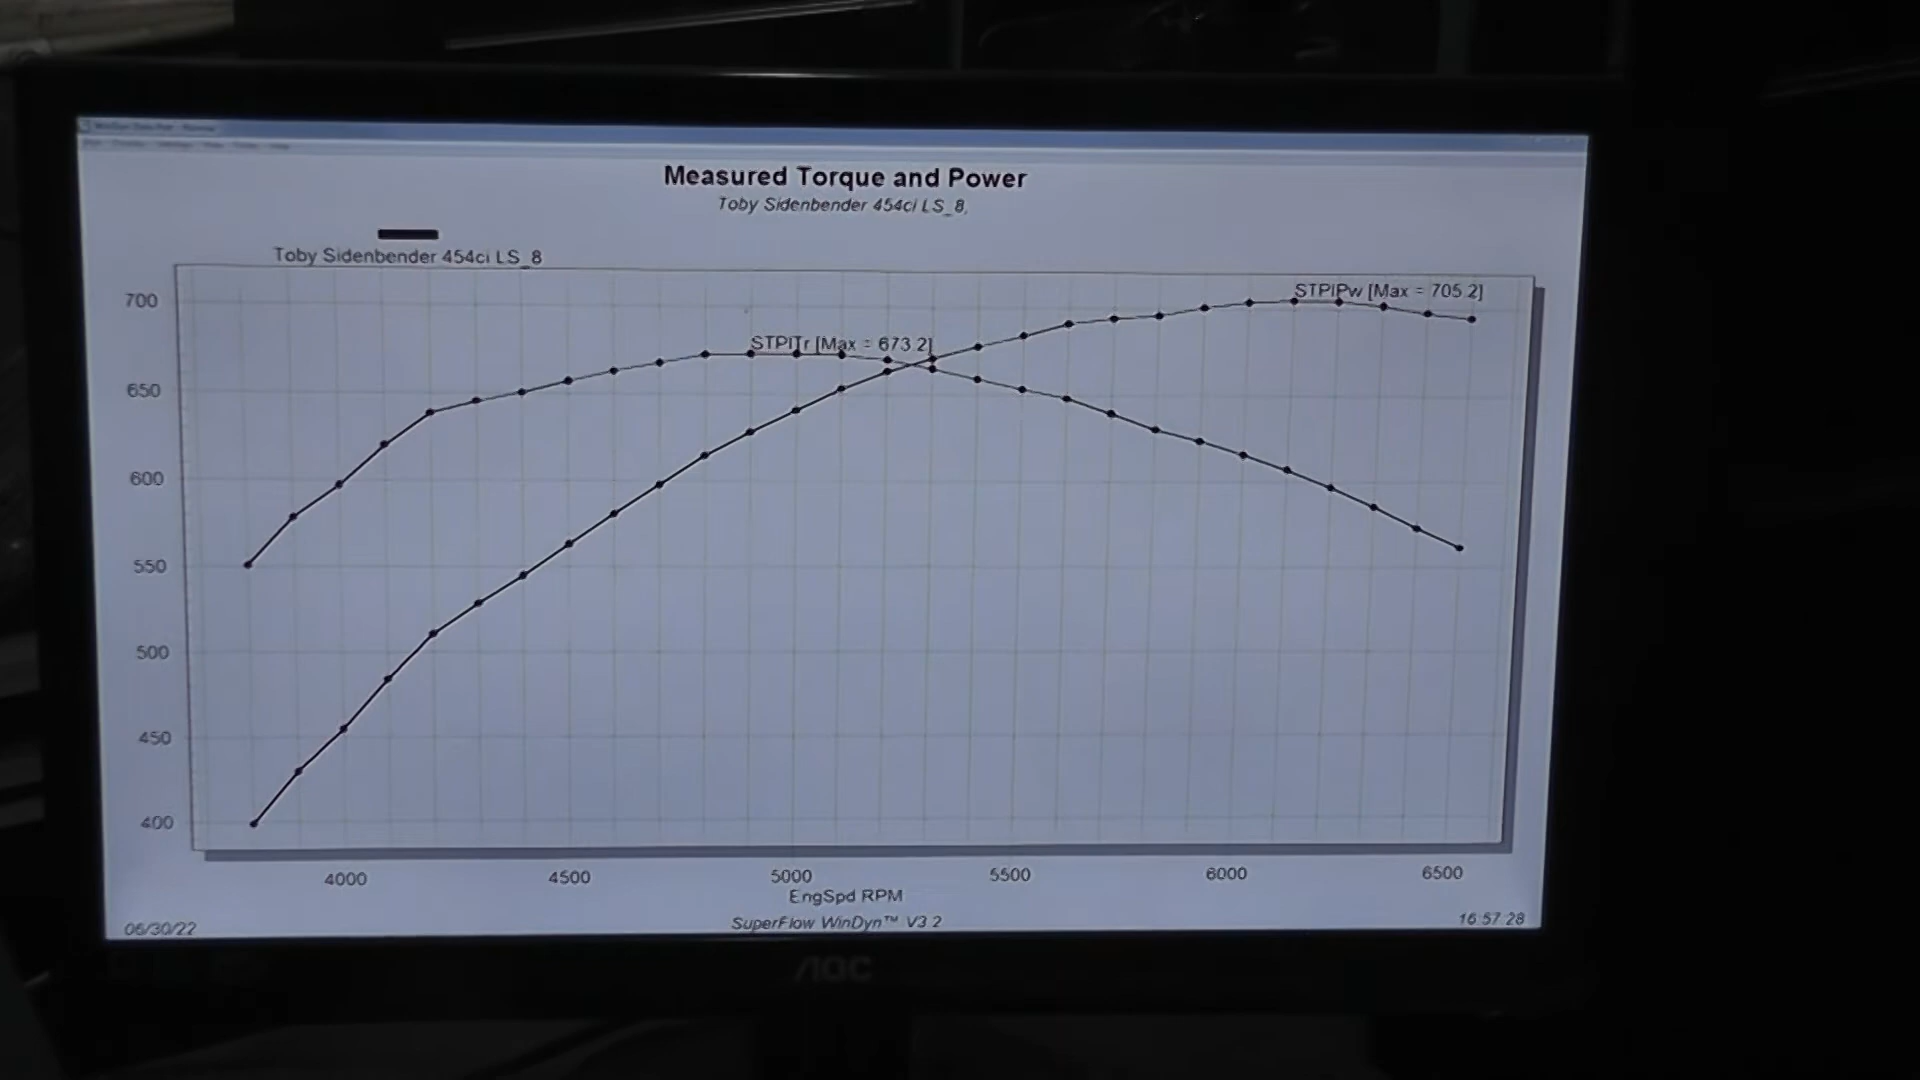 Measured Torque and Power
Toby Sidenbender 454ci LS_8,
Toby Sidenbender 454ci LS_8
STPIPw [Max = 705.2]
STPITr [Max = 673.2]
700
650
600
550
500
450
400
4000 4500 5000 5500 6000 6500
EngSpd RPM
06/30/22 SuperFlow WinDyn™ V3.2 16:57:28
AOC